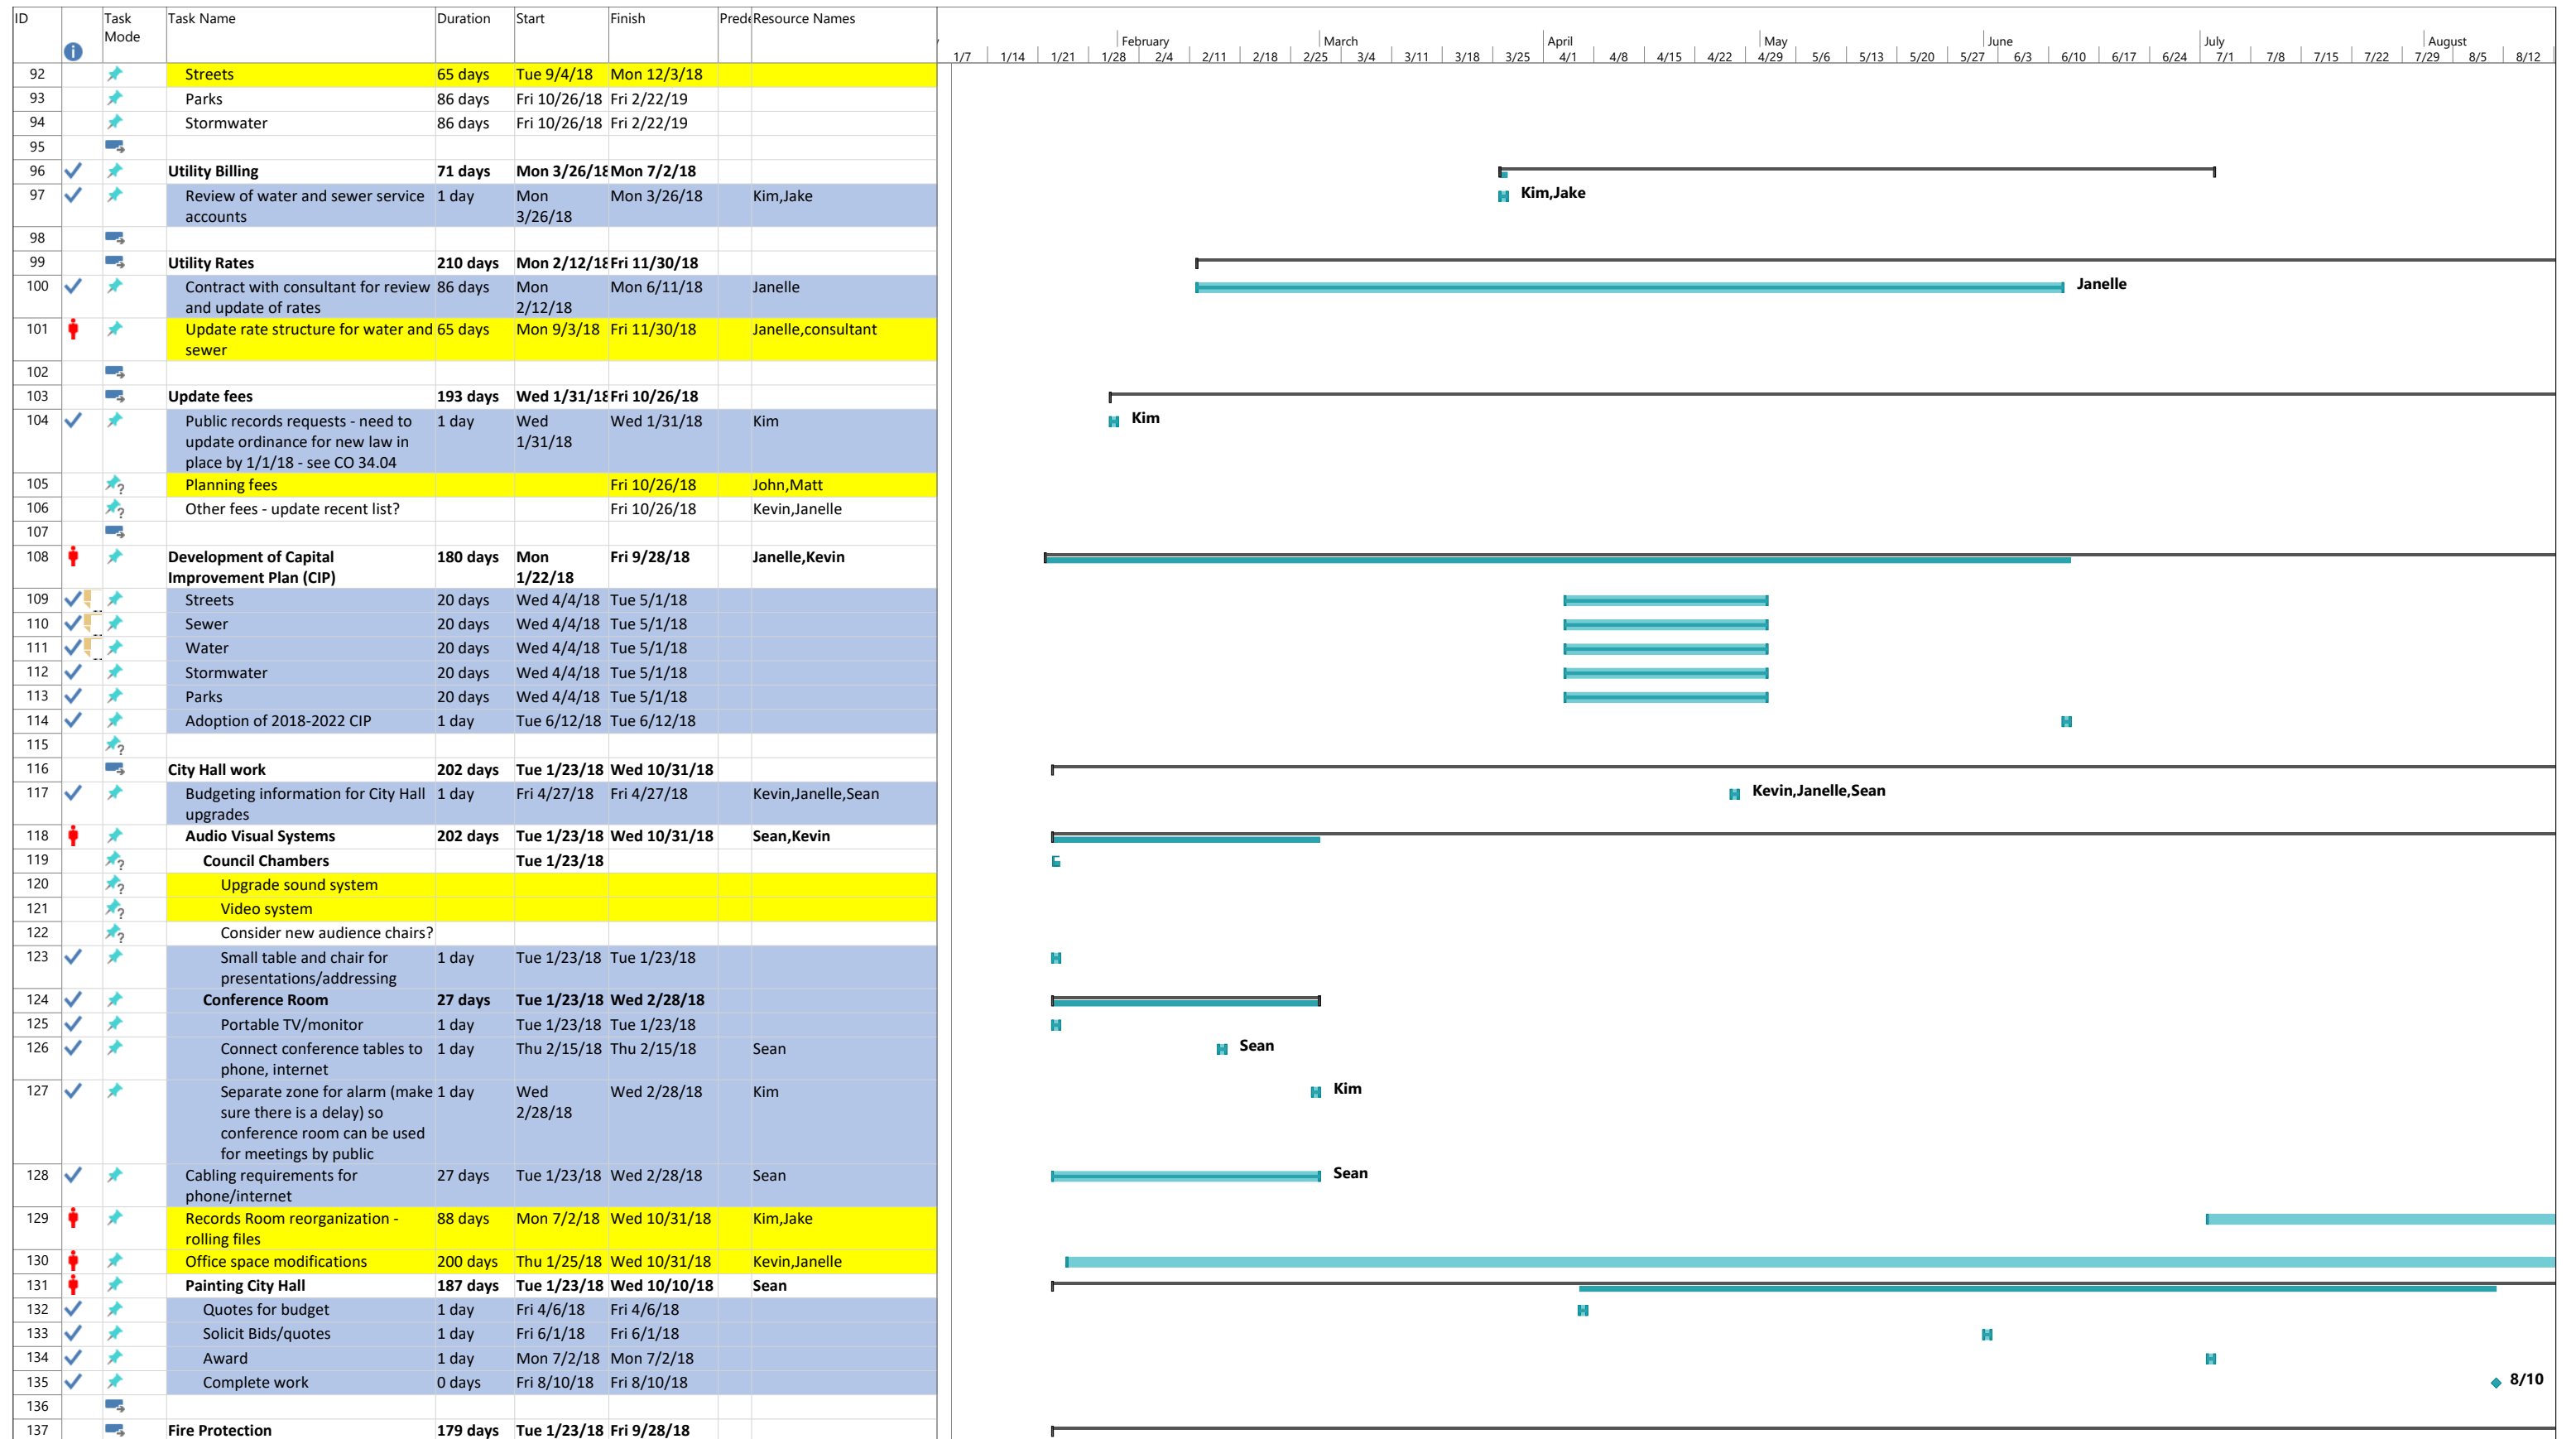 ID Task Mode Task Name Duration Start Finish Prede Resource Names
February March April May June July August
1/7 1/14 1/21 1/28 2/4 2/11 2/18 2/25 3/4 3/11 3/18 3/25 4/1 4/8 4/15 4/22 4/29 5/6 5/13 5/20 5/27 6/3 6/10 6/17 6/24 7/1 7/8 7/15 7/22 7/29 8/5 8/12
92 Streets 65 days Tue 9/4/18 Mon 12/3/18
93 Parks 86 days Fri 10/26/18 Fri 2/22/19
94 Stormwater 86 days Fri 10/26/18 Fri 2/22/19
95
96 Utility Billing 71 days Mon 3/26/18 Mon 7/2/18
97 Review of water and sewer service 1 day Mon Mon 3/26/18 Kim,Jake Kim,Jake
accounts 3/26/18
98
99 Utility Rates 210 days Mon 2/12/18 Fri 11/30/18
100 Contract with consultant for review 86 days Mon Mon 6/11/18 Janelle Janelle
and update of rates 2/12/18
101 Update rate structure for water and 65 days Mon 9/3/18 Fri 11/30/18 Janelle,consultant
sewer
102
103 Update fees 193 days Wed 1/31/18 Fri 10/26/18
104 Public records requests - need to 1 day Wed Wed 1/31/18 Kim Kim
update ordinance for new law in 1/31/18
place by 1/1/18 - see CO 34.04
105 Planning fees Fri 10/26/18 John,Matt
106 Other fees - update recent list? Fri 10/26/18 Kevin,Janelle
107
108 Development of Capital 180 days Mon Fri 9/28/18 Janelle,Kevin
Improvement Plan (CIP) 1/22/18
109 Streets 20 days Wed 4/4/18 Tue 5/1/18
110 Sewer 20 days Wed 4/4/18 Tue 5/1/18
111 Water 20 days Wed 4/4/18 Tue 5/1/18
112 Stormwater 20 days Wed 4/4/18 Tue 5/1/18
113 Parks 20 days Wed 4/4/18 Tue 5/1/18
114 Adoption of 2018-2022 CIP 1 day Tue 6/12/18 Tue 6/12/18
115
116 City Hall work 202 days Tue 1/23/18 Wed 10/31/18
117 Budgeting information for City Hall 1 day Fri 4/27/18 Fri 4/27/18 Kevin,Janelle,Sean Kevin,Janelle,Sean
upgrades
118 Audio Visual Systems 202 days Tue 1/23/18 Wed 10/31/18 Sean,Kevin
119 Council Chambers Tue 1/23/18
120 Upgrade sound system
121 Video system
122 Consider new audience chairs?
123 Small table and chair for 1 day Tue 1/23/18 Tue 1/23/18
presentations/addressing
124 Conference Room 27 days Tue 1/23/18 Wed 2/28/18
125 Portable TV/monitor 1 day Tue 1/23/18 Tue 1/23/18
126 Connect conference tables to 1 day Thu 2/15/18 Thu 2/15/18 Sean Sean
phone, internet
127 Separate zone for alarm (make 1 day Wed Wed 2/28/18 Kim Kim
sure there is a delay) so 2/28/18
conference room can be used
for meetings by public
128 Cabling requirements for 27 days Tue 1/23/18 Wed 2/28/18 Sean Sean
phone/internet
129 Records Room reorganization - 88 days Mon 7/2/18 Wed 10/31/18 Kim,Jake
rolling files
130 Office space modifications 200 days Thu 1/25/18 Wed 10/31/18 Kevin,Janelle
131 Painting City Hall 187 days Tue 1/23/18 Wed 10/10/18 Sean
132 Quotes for budget 1 day Fri 4/6/18 Fri 4/6/18
133 Solicit Bids/quotes 1 day Fri 6/1/18 Fri 6/1/18
134 Award 1 day Mon 7/2/18 Mon 7/2/18
135 Complete work 0 days Fri 8/10/18 Fri 8/10/18 8/10
136
137 Fire Protection 179 days Tue 1/23/18 Fri 9/28/18